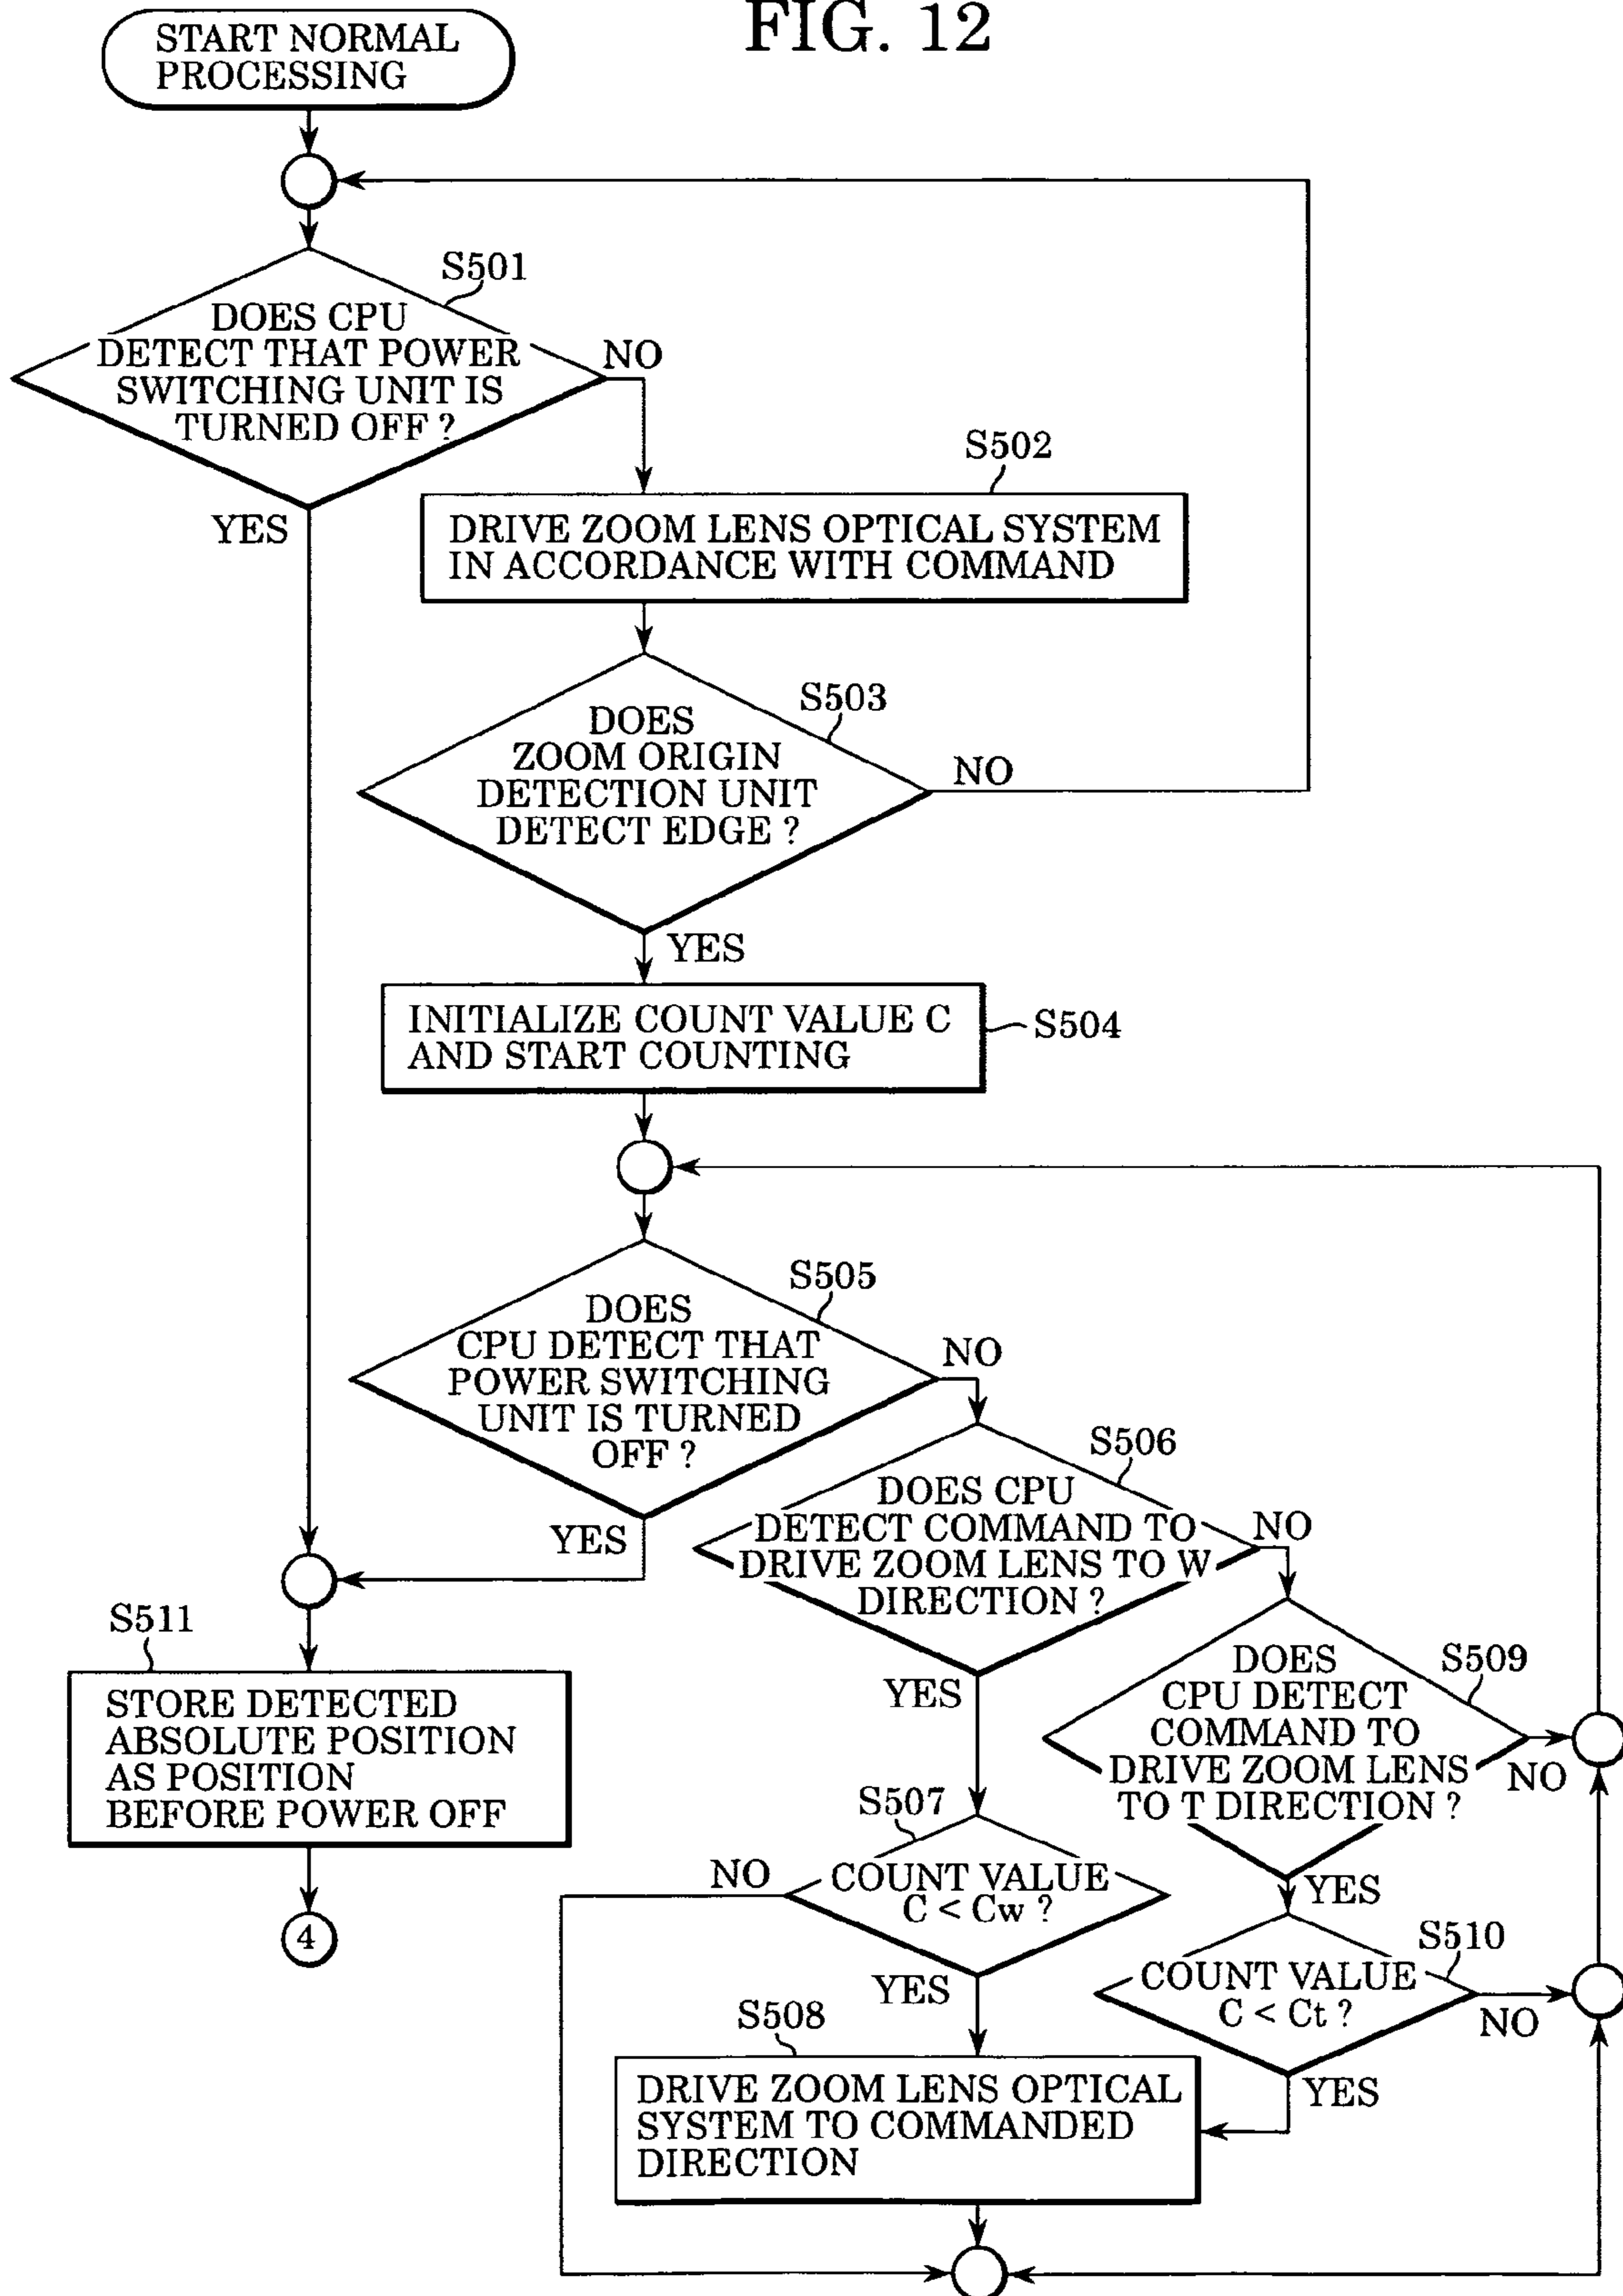 FIG. 12
START NORMAL
PROCESSING
S501
DOES CPU
DETECT THAT POWER
SWITCHING UNIT IS
TURNED OFF ?
NO
YES
S502
DRIVE ZOOM LENS OPTICAL SYSTEM
IN ACCORDANCE WITH COMMAND
S503
DOES
ZOOM ORIGIN
DETECTION UNIT
DETECT EDGE ?
NO
YES
INITIALIZE COUNT VALUE C
AND START COUNTING
S504
S505
DOES
CPU DETECT THAT
POWER SWITCHING
UNIT IS TURNED
OFF ?
NO
YES
S506
DOES CPU
DETECT COMMAND TO
DRIVE ZOOM LENS TO W
DIRECTION ?
NO
YES
S511
STORE DETECTED
ABSOLUTE POSITION
AS POSITION
BEFORE POWER OFF
4
S509
DOES
CPU DETECT
COMMAND TO
DRIVE ZOOM LENS
TO T DIRECTION ?
NO
YES
S507
COUNT VALUE
C < Cw ?
NO
YES
S510
COUNT VALUE
C < Ct ?
NO
YES
S508
DRIVE ZOOM LENS OPTICAL
SYSTEM TO COMMANDED
DIRECTION